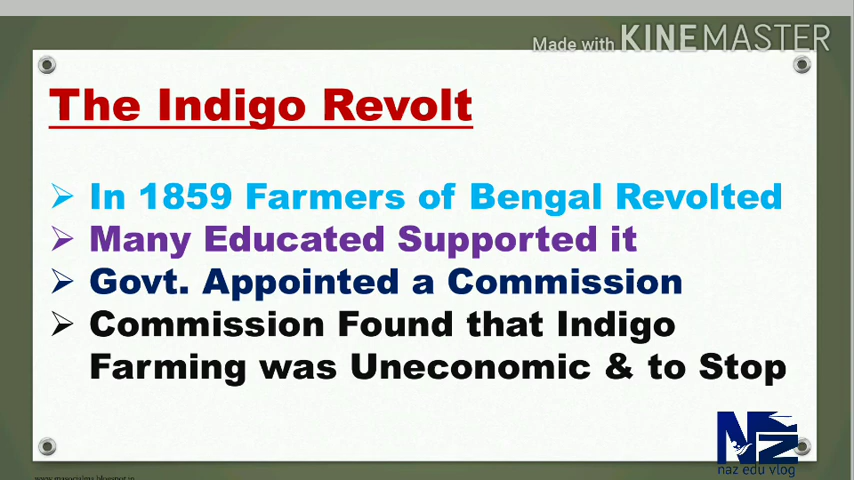 Made with KINEMASTER
The Indigo Revolt
➢ In 1859 Farmers of Bengal Revolted
➢ Many Educated Supported it
➢ Govt. Appointed a Commission
➢ Commission Found that Indigo
Farming was Uneconomic & to Stop
NZ
naz edu vlog